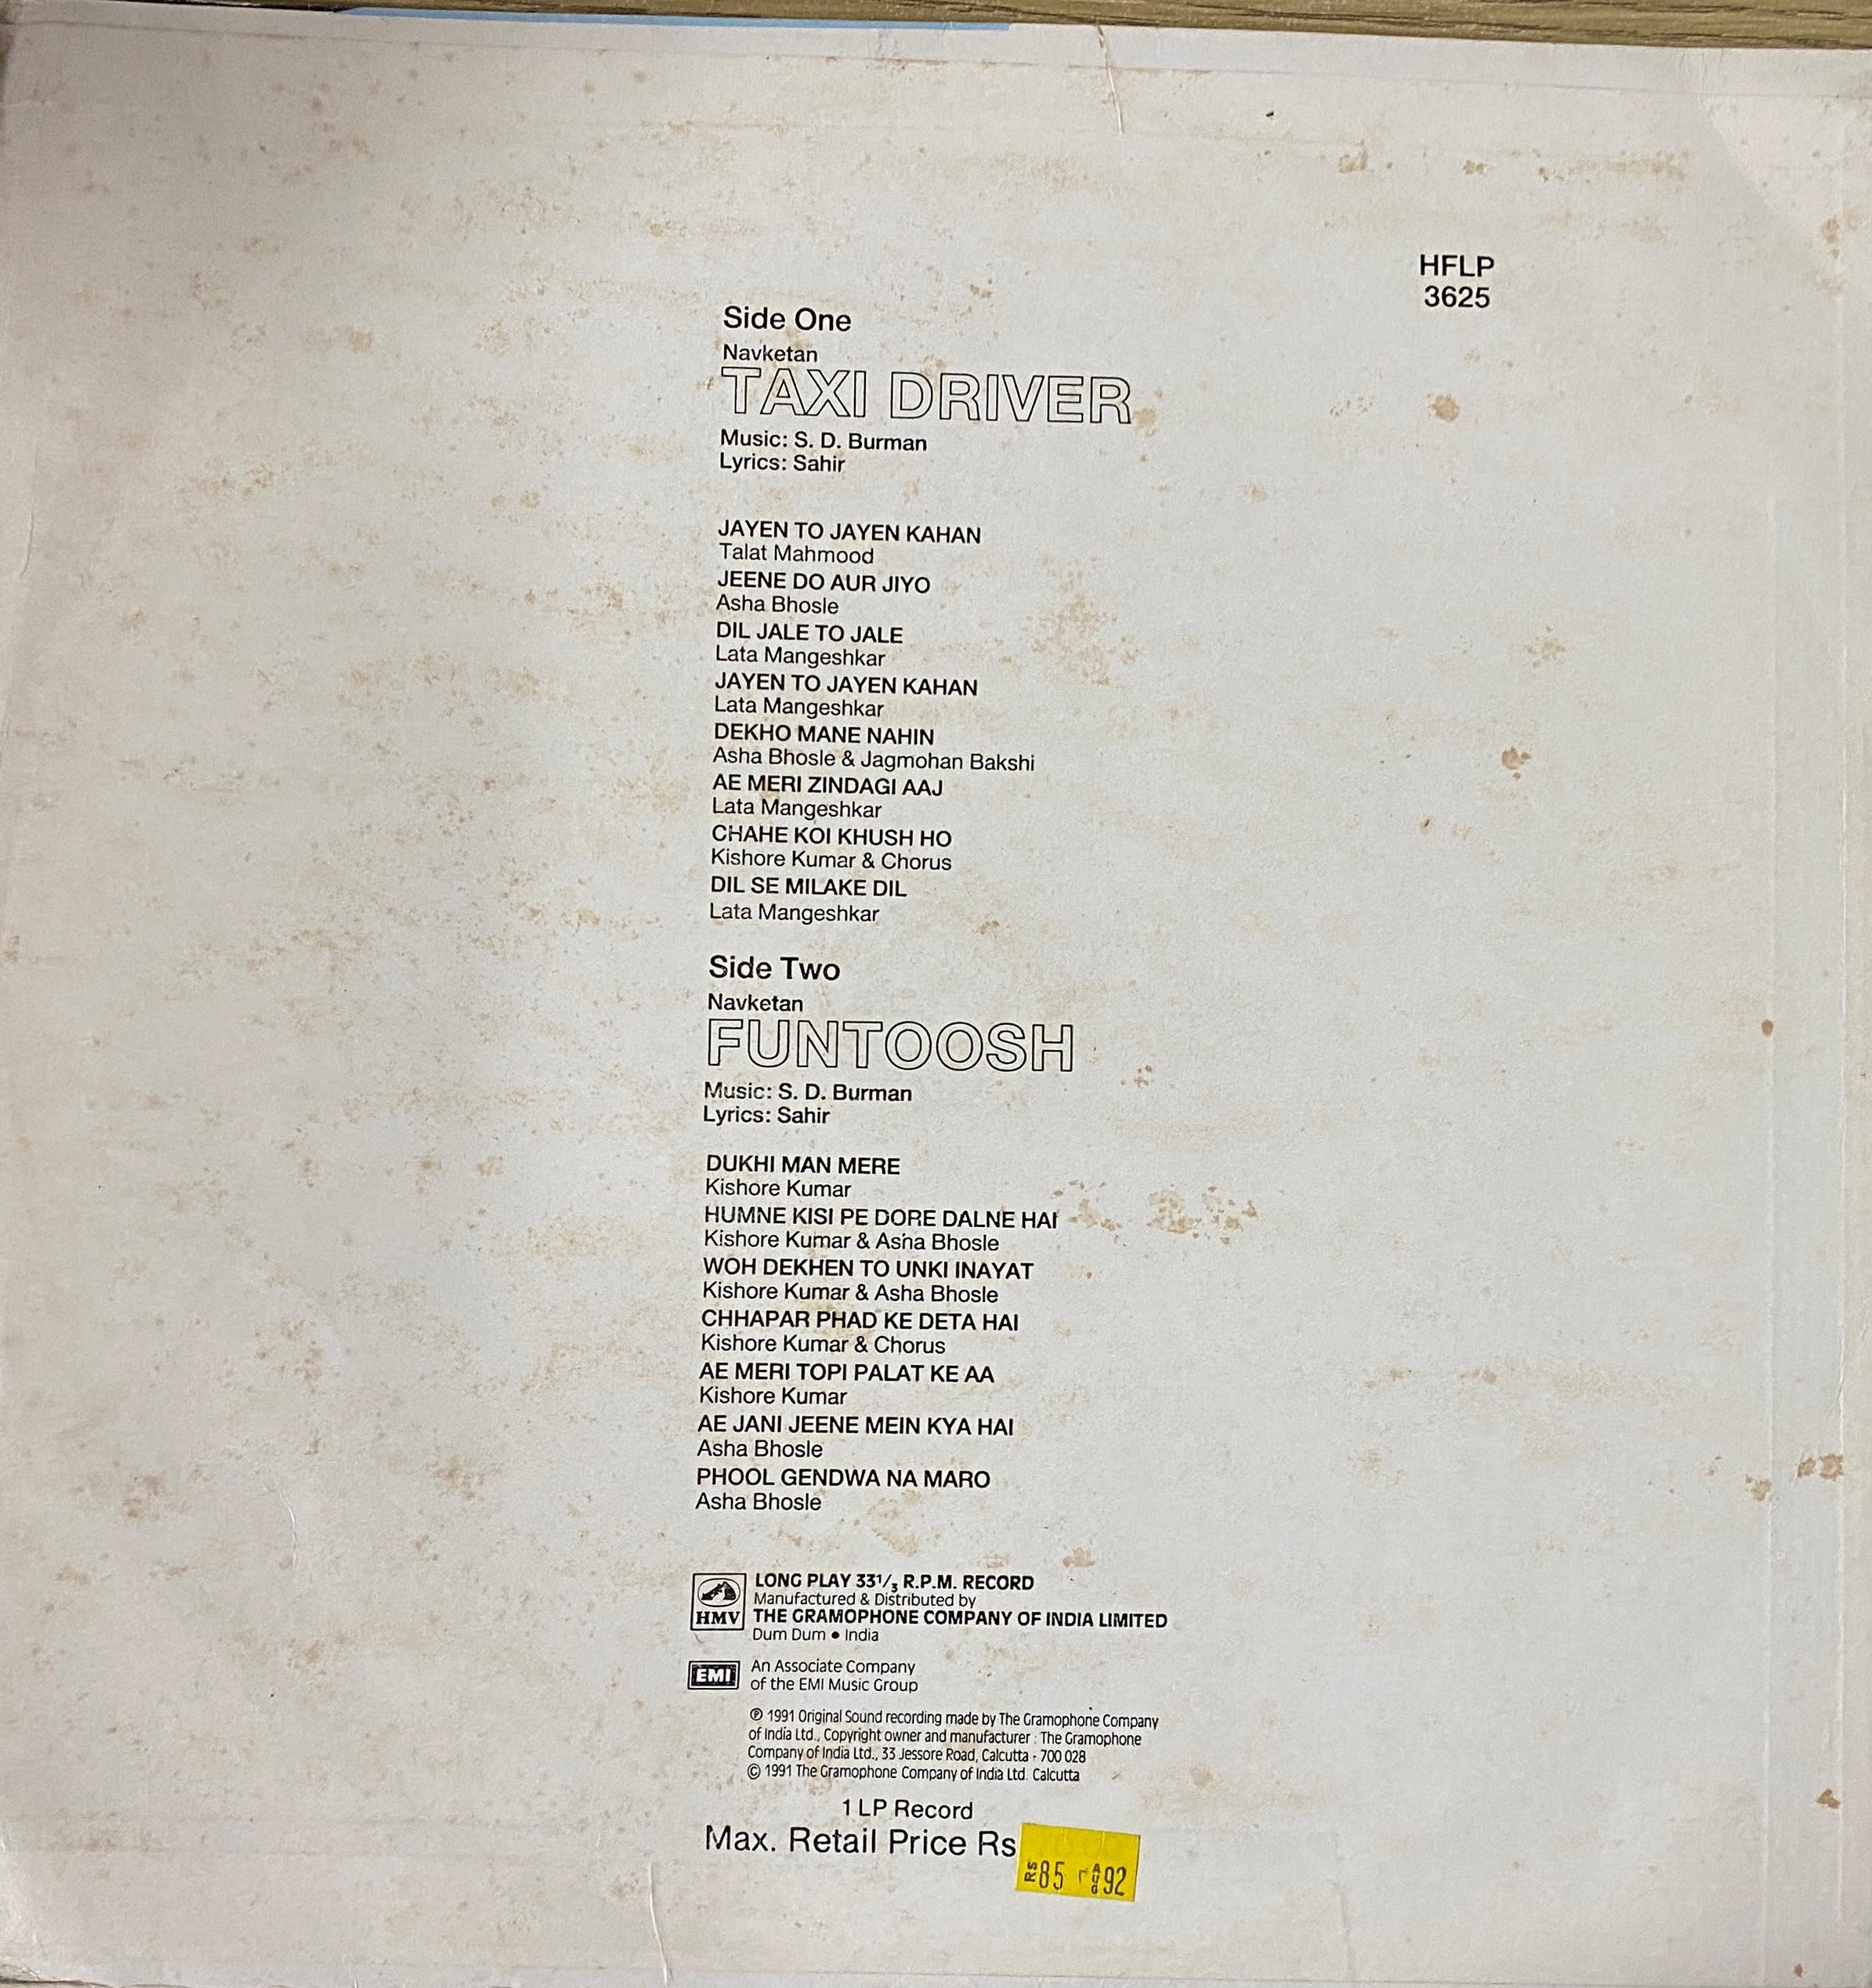 HFLP
3625
Side One
Navketan
TAXI DRIVER
Music: S. D. Burman
Lyrics: Sahir
JAYEN TO JAYEN KAHAN
Talat Mahmood
JEENE DO AUR JIYO
Asha Bhosle
DIL JALE TO JALE
Lata Mangeshkar
JAYEN TO JAYEN KAHAN
Lata Mangeshkar
DEKHO MANE NAHIN
Asha Bhosle & Jagmohan Bakshi
AE MERI ZINDAGI AAJ
Lata Mangeshkar
CHAHE KOI KHUSH HO
Kishore Kumar & Chorus
DIL SE MILAKE DIL
Lata Mangeshkar
Side Two
Navketan
FUNTOOSH
Music: S. D. Burman
Lyrics: Sahir
DUKHI MAN MERE
Kishore Kumar
HUMNE KISI PE DORE DALNE HAI
Kishore Kumar & Asha Bhosle
WOH DEKHEN TO UNKI INAYAT
Kishore Kumar & Asha Bhosle
CHHAPAR PHAD KE DETA HAI
Kishore Kumar & Chorus
AE MERI TOPI PALAT KE AA
Kishore Kumar
AE JANI JEENE MEIN KYA HAI
Asha Bhosle
PHOOL GENDWA NA MARO
Asha Bhosle
HMV
LONG PLAY 33⅓ R.P.M. RECORD
Manufactured & Distributed by
THE GRAMOPHONE COMPANY OF INDIA LIMITED
Dum Dum • India
EMI
An Associate Company
of the EMI Music Group
℗ 1991 Original Sound recording made by The Gramophone Company
of India Ltd., Copyright owner and manufacturer : The Gramophone
Company of India Ltd., 33 Jessore Road, Calcutta - 700 028
© 1991 The Gramophone Company of India Ltd. Calcutta
1 LP Record
Max. Retail Price Rs
RS 85 AUG 92